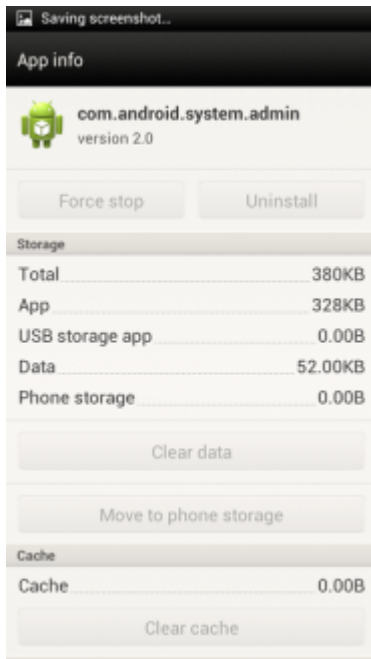 Saving screenshot..
App info
com.android.system.admin
version 2.0
Force stop Uninstall
Storage
Total 380KB
App 328KB
USB storage app 0.00B
Data 52.00KB
Phone storage 0.00B
Clear data
Move to phone storage
Cache
Cache 0.00B
Clear cache